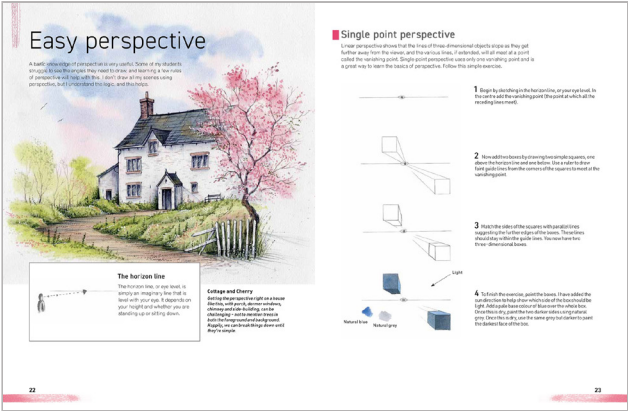 Easy perspective
A basic knowledge of perspective is very useful. Some of my students
struggle to see the angles they need to draw and learning a few rules
of perspective will help with this. I don't draw all my scenes using
perspective, but I understand the logic, and this helps.
The horizon line
The horizon line, or eye level, is
simply an imaginary line that is
level with your eye. It depends on
your height and whether you are
standing up or sitting down.
Cottage and Cherry
Getting the perspective right on a house
like this, with porch, dormer windows,
chimney and side-building, can be
challenging – not to mention trees in
both the foreground and background.
Happily, we can break things down until
they're simple.
22
Single point perspective
Linear perspective shows that the lines of three-dimensional objects slope as they get
further away from the viewer, and the various lines, if extended, will all meet at a point
called the vanishing point. Single point perspective uses only one vanishing point and is
a great way to learn the basics of perspective. Follow this simple exercise.
1 Begin by sketching in the horizon line, or your eye level. In
the centre add the vanishing point (the point at which all the
receding lines meet).
2 Now add two boxes by drawing two simple squares, one
above the horizon line and one below. Use a ruler to draw
faint guide lines from the corners of the squares to meet at the
vanishing point.
3 Match the sides of the squares with parallel lines
suggesting the further edges of the boxes. These lines
should stay within the guide lines. You now have two
three-dimensional boxes.
Light
Natural blue
Natural grey
4 To finish the exercise, paint the boxes. I have added the
sun direction to help show which side of the box should be
light. Add a pale base colour of blue over the whole box.
Once this is dry, paint the two darker sides using natural
grey. Once this is dry, use the same grey but darker to paint
the darkest face of the box.
23